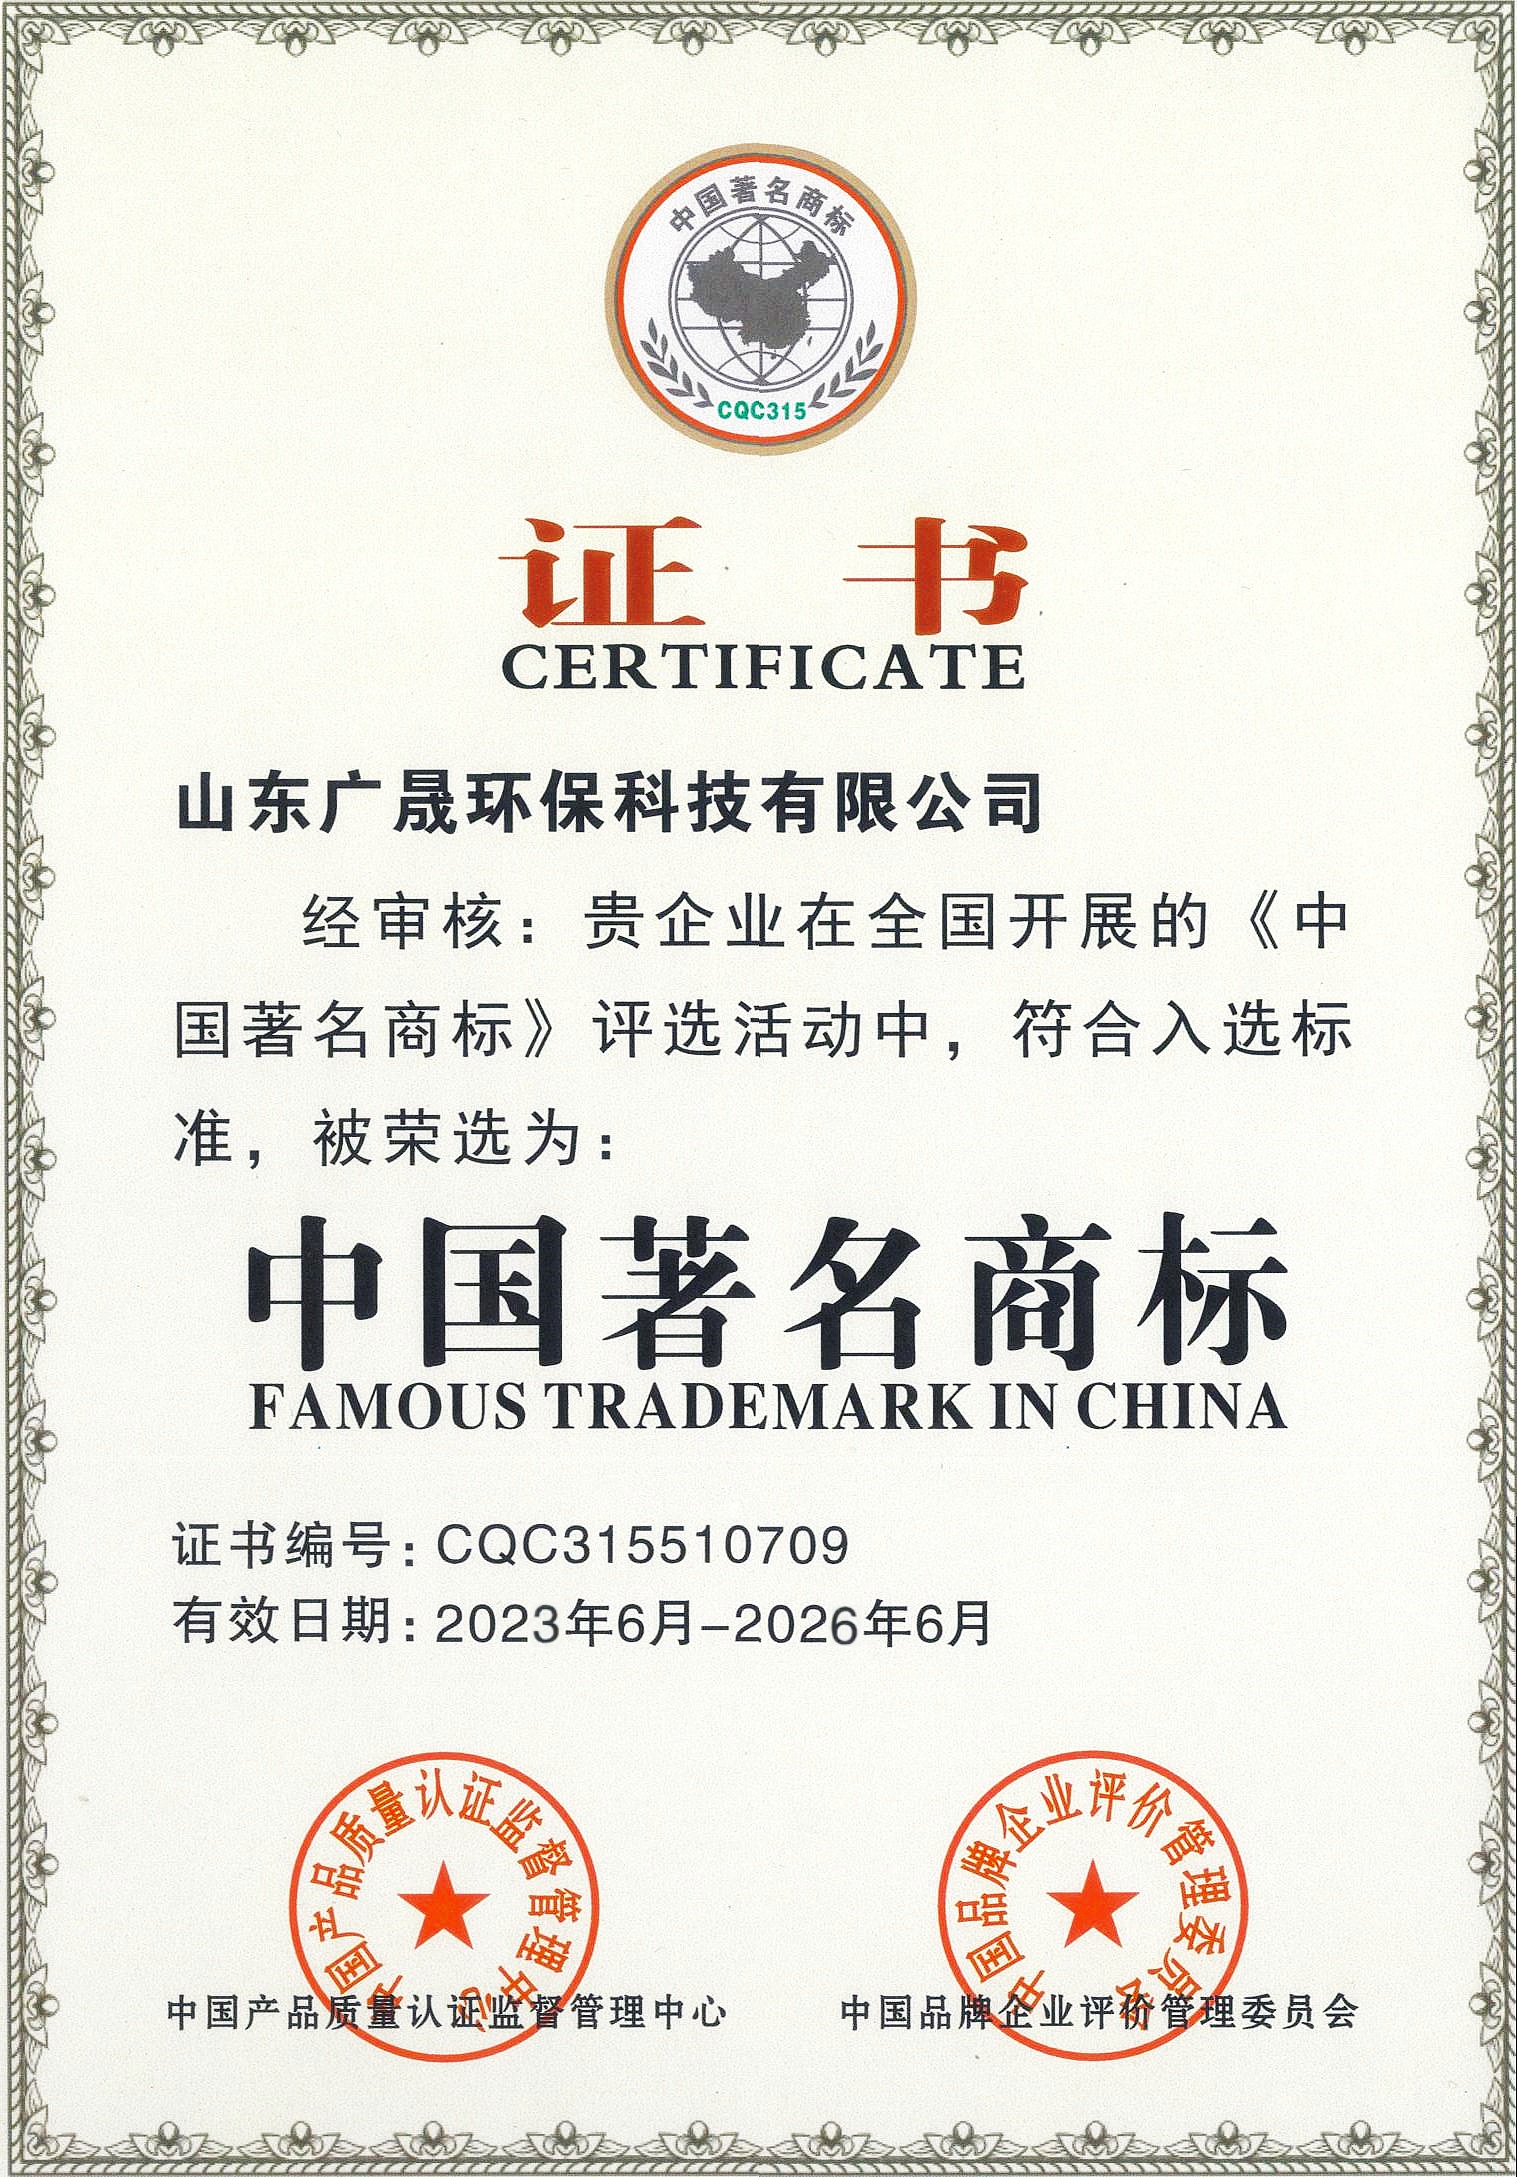 中国著名商标
CQC315
证书
CERTIFICATE
山东广晟环保科技有限公司
经审核：贵企业在全国开展的《中
国著名商标》评选活动中，符合入选标
准，被荣选为：
中国著名商标
FAMOUS TRADEMARK IN CHINA
证书编号：CQC315510709
有效日期：2023年6月-2026年6月
中国产品质量认证监督管理中心
中国品牌企业评价管理委员会
中国产品质量认证监督管理中心
中国品牌企业评价管理委员会